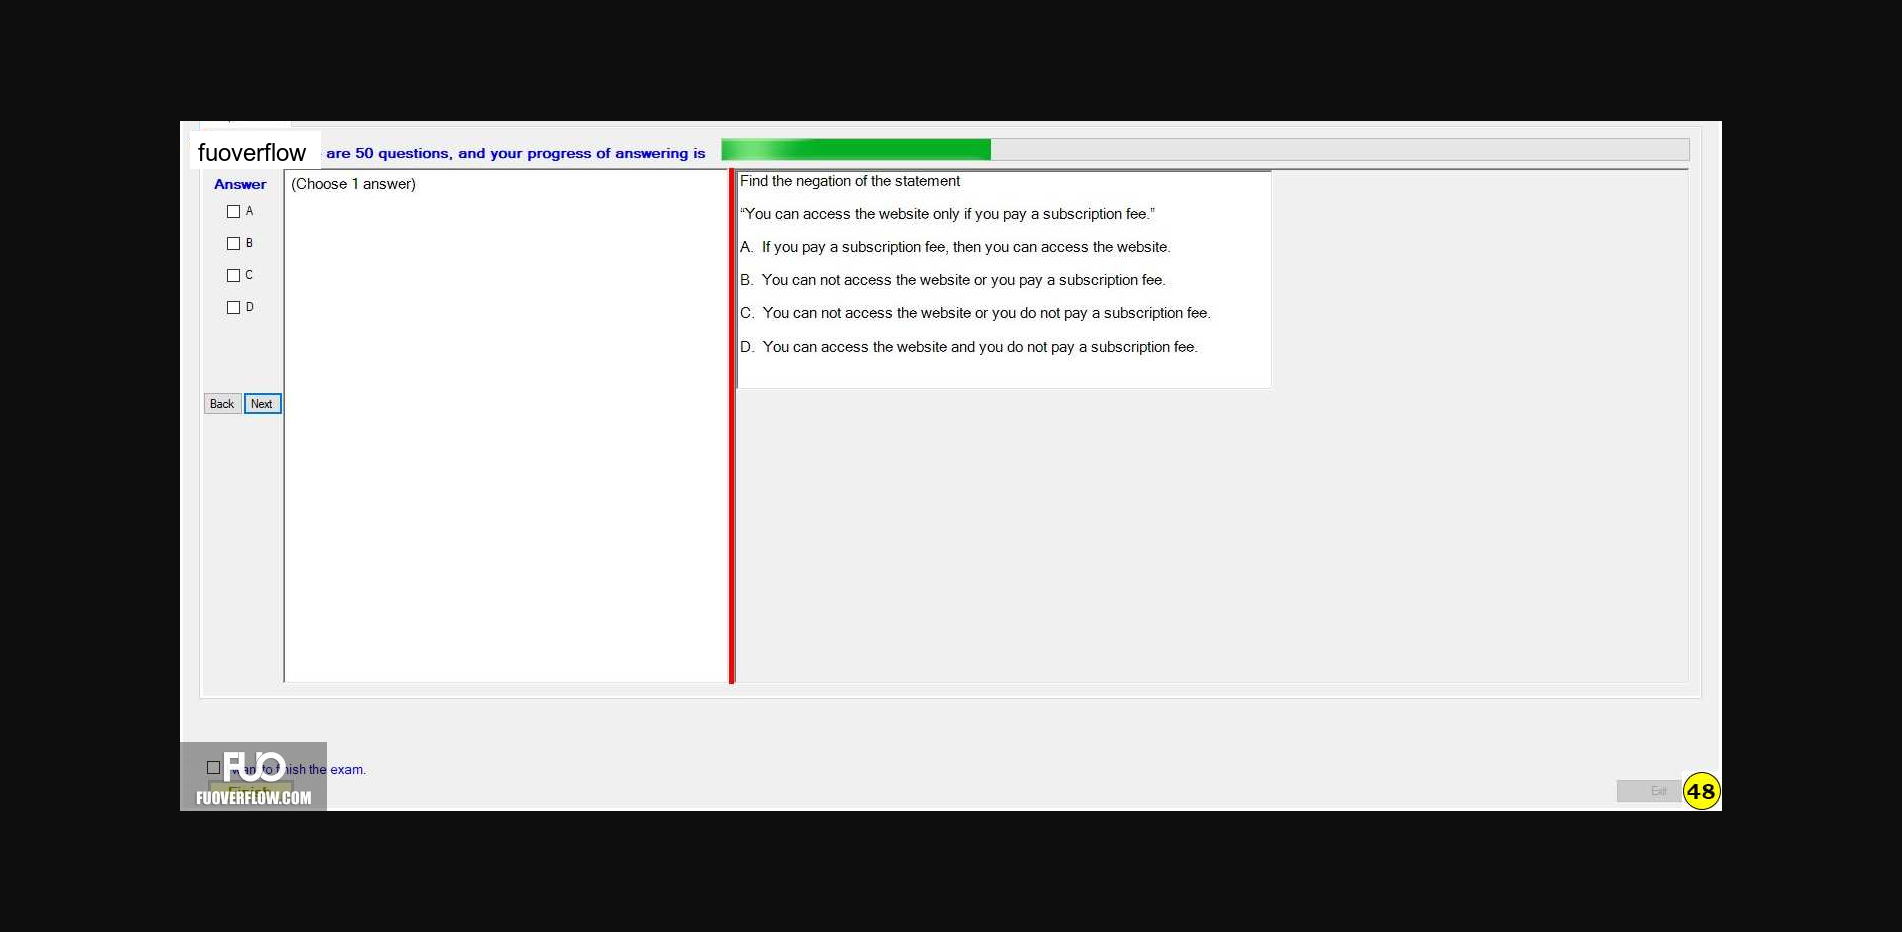 fuoverflow are 50 questions, and your progress of answering is
Answer
A
B
C
D
Back Next
(Choose 1 answer)
Find the negation of the statement
“You can access the website only if you pay a subscription fee.”
A. If you pay a subscription fee, then you can access the website.
B. You can not access the website or you pay a subscription fee.
C. You can not access the website or you do not pay a subscription fee.
D. You can access the website and you do not pay a subscription fee.
want to finish the exam.
FUO
Finish
FUOVERFLOW.COM
Exit
48